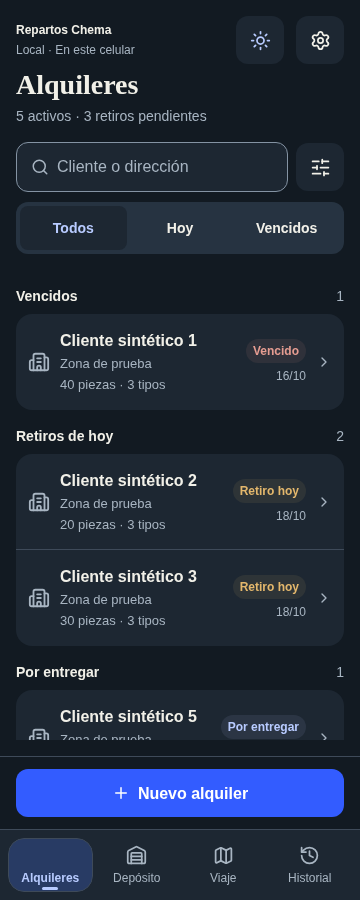 Repartos Chema
Local · En este celular
Alquileres
5 activos · 3 retiros pendientes
Cliente o dirección
Todos
Hoy
Vencidos
Vencidos
1
Cliente sintético 1
Vencido
Zona de prueba
16/10
40 piezas · 3 tipos
Retiros de hoy
2
Cliente sintético 2
Retiro hoy
Zona de prueba
18/10
20 piezas · 3 tipos
Cliente sintético 3
Retiro hoy
Zona de prueba
18/10
30 piezas · 3 tipos
Por entregar
1
Cliente sintético 5
Por entregar
Zona de prueba
Nuevo alquiler
Alquileres
Depósito
Viaje
Historial